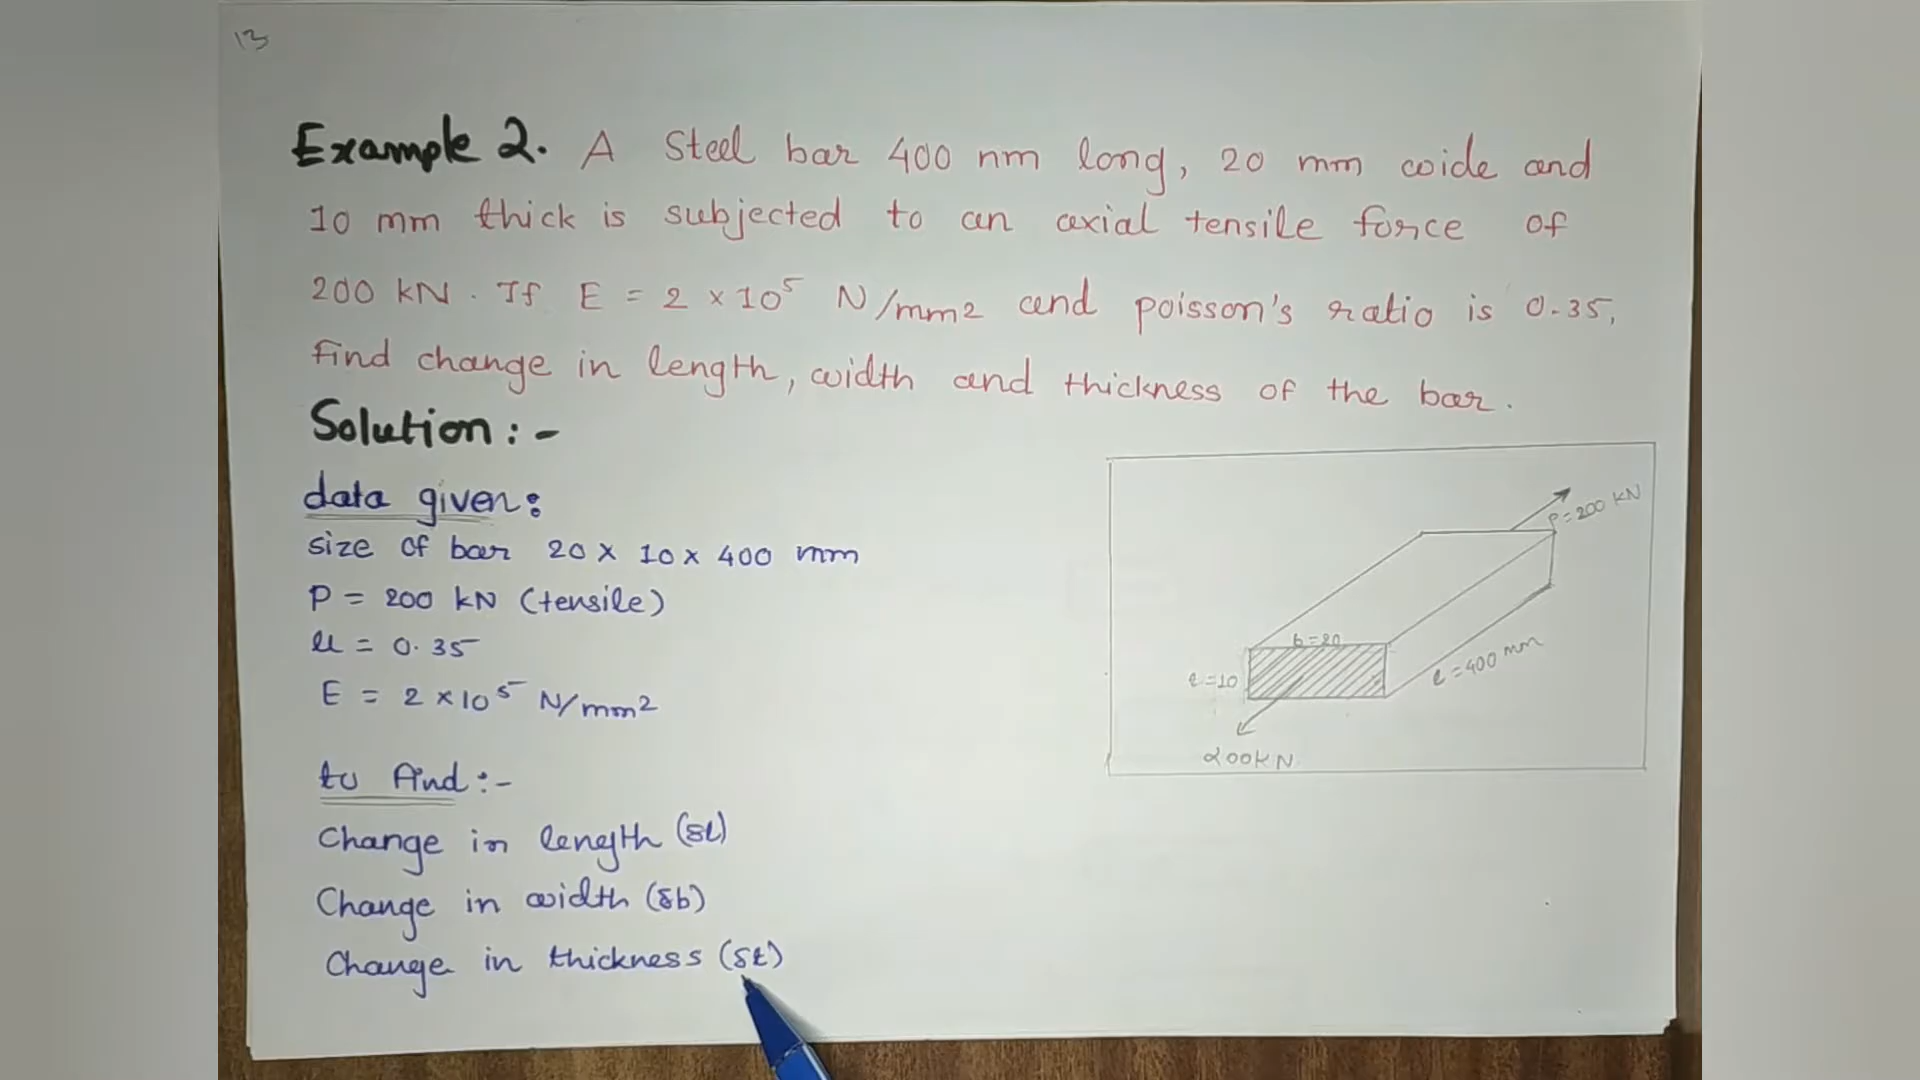 13
Example 2. A Steel bar 400 mm long, 20 mm wide and
10 mm thick is subjected to an axial tensile force of
200 kN. If E = 2 × 10⁵ N/mm2 and poisson's ratio is 0.35,
find change in length, width and thickness of the bar.
Solution :-
data given:
size of bar 20 × 10 × 400 mm
P = 200 kN (tensile)
μ = 0.35
E = 2 × 10⁵ N/mm2
to find :-
Change in length (δl)
Change in width (δb)
Change in thickness (δt)
P = 200 KN
b = 20
t = 10
l = 400 mm
200KN